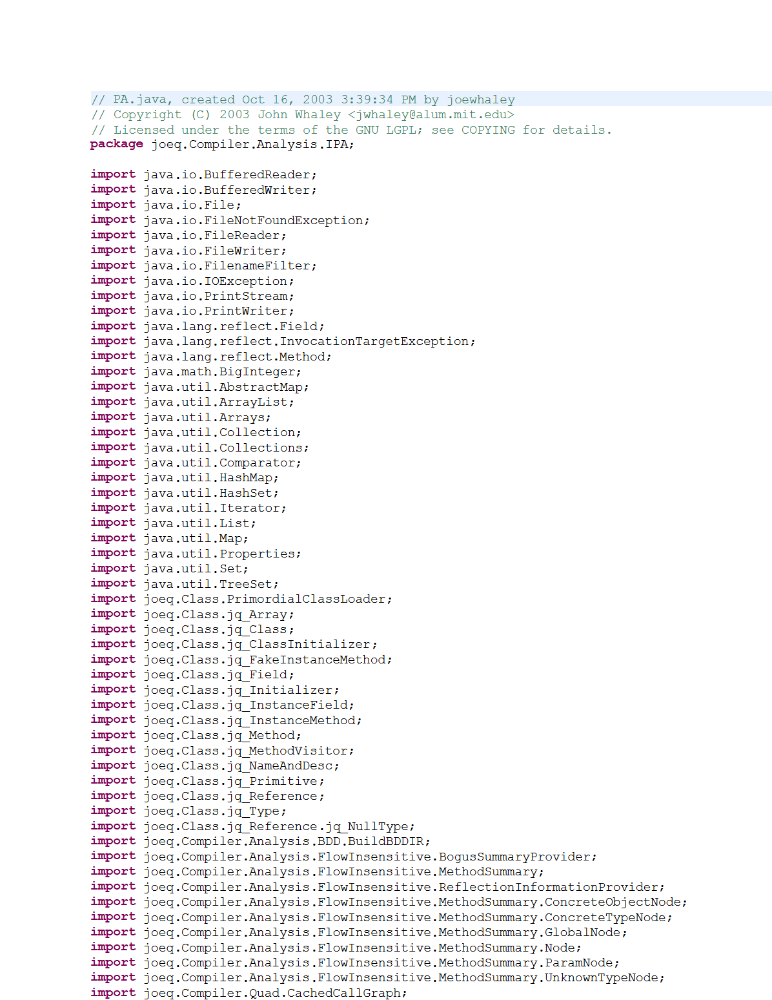 // PA.java, created Oct 16, 2003 3:39:34 PM by joewhaley
// Copyright (C) 2003 John Whaley <jwhaley@alum.mit.edu>
// Licensed under the terms of the GNU LGPL; see COPYING for details.
package joeq.Compiler.Analysis.IPA;
import java.io.BufferedReader;
import java.io.BufferedWriter;
import java.io.File;
import java.io.FileNotFoundException;
import java.io.FileReader;
import java.io.FileWriter;
import java.io.FilenameFilter;
import java.io.IOException;
import java.io.PrintStream;
import java.io.PrintWriter;
import java.lang.reflect.Field;
import java.lang.reflect.InvocationTargetException;
import java.lang.reflect.Method;
import java.math.BigInteger;
import java.util.AbstractMap;
import java.util.ArrayList;
import java.util.Arrays;
import java.util.Collection;
import java.util.Collections;
import java.util.Comparator;
import java.util.HashMap;
import java.util.HashSet;
import java.util.Iterator;
import java.util.List;
import java.util.Map;
import java.util.Properties;
import java.util.Set;
import java.util.TreeSet;
import joeq.Class.PrimordialClassLoader;
import joeq.Class.jq_Array;
import joeq.Class.jq_Class;
import joeq.Class.jq_ClassInitializer;
import joeq.Class.jq_FakeInstanceMethod;
import joeq.Class.jq_Field;
import joeq.Class.jq_Initializer;
import joeq.Class.jq_InstanceField;
import joeq.Class.jq_InstanceMethod;
import joeq.Class.jq_Method;
import joeq.Class.jq_MethodVisitor;
import joeq.Class.jq_NameAndDesc;
import joeq.Class.jq_Primitive;
import joeq.Class.jq_Reference;
import joeq.Class.jq_Type;
import joeq.Class.jq_Reference.jq_NullType;
import joeq.Compiler.Analysis.BDD.BuildBDDIR;
import joeq.Compiler.Analysis.FlowInsensitive.BogusSummaryProvider;
import joeq.Compiler.Analysis.FlowInsensitive.MethodSummary;
import joeq.Compiler.Analysis.FlowInsensitive.ReflectionInformationProvider;
import joeq.Compiler.Analysis.FlowInsensitive.MethodSummary.ConcreteObjectNode;
import joeq.Compiler.Analysis.FlowInsensitive.MethodSummary.ConcreteTypeNode;
import joeq.Compiler.Analysis.FlowInsensitive.MethodSummary.GlobalNode;
import joeq.Compiler.Analysis.FlowInsensitive.MethodSummary.Node;
import joeq.Compiler.Analysis.FlowInsensitive.MethodSummary.ParamNode;
import joeq.Compiler.Analysis.FlowInsensitive.MethodSummary.UnknownTypeNode;
import joeq.Compiler.Quad.CachedCallGraph;